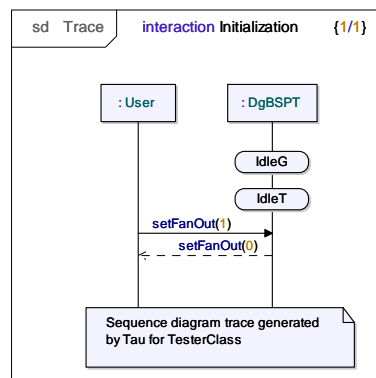 sd Trace interaction Initialization {1/1}
: User : DgBSPT
IdleG
IdleT
setFanOut(1)
setFanOut(0)
Sequence diagram trace generated
by Tau for TesterClass